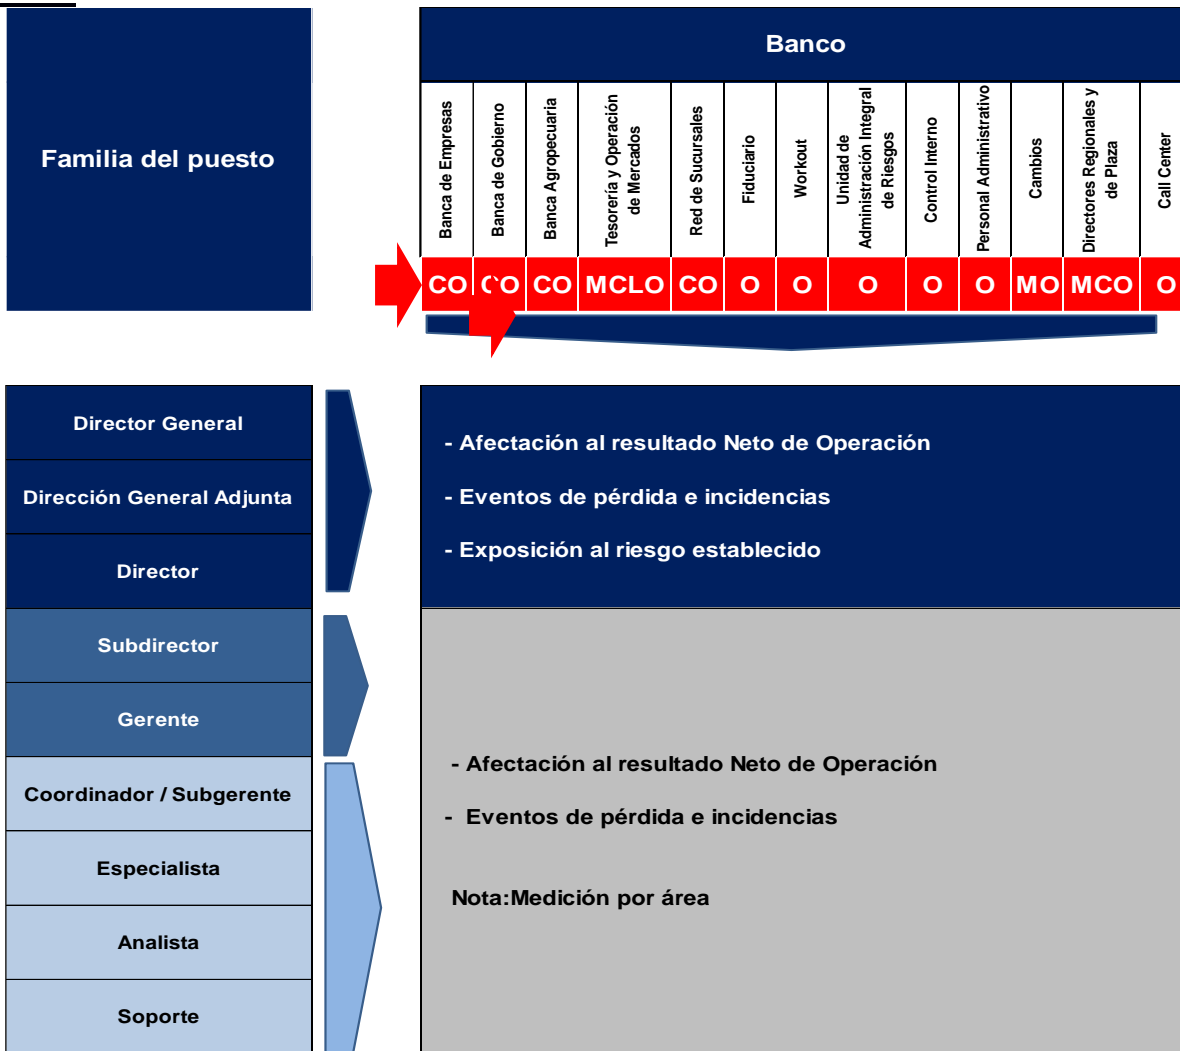 Banco
Familia del puesto
Banca de Empresas
Banca de Gobierno
Banca Agropecuaria
Tesorería y Operación
de Mercados
Red de Sucursales
Fiduciario
Workout
Unidad de
Administración Integral
de Riesgos
Control Interno
Personal Administrativo
Cambios
Directores Regionales y
de Plaza
Call Center
CO CO CO MCLO CO O O O O O MO MCO O
Director General
Dirección General Adjunta
Director
- Afectación al resultado Neto de Operación
- Eventos de pérdida e incidencias
- Exposición al riesgo establecido
Subdirector
Gerente
Coordinador / Subgerente
Especialista
Analista
Soporte
- Afectación al resultado Neto de Operación
- Eventos de pérdida e incidencias
Nota:Medición por área